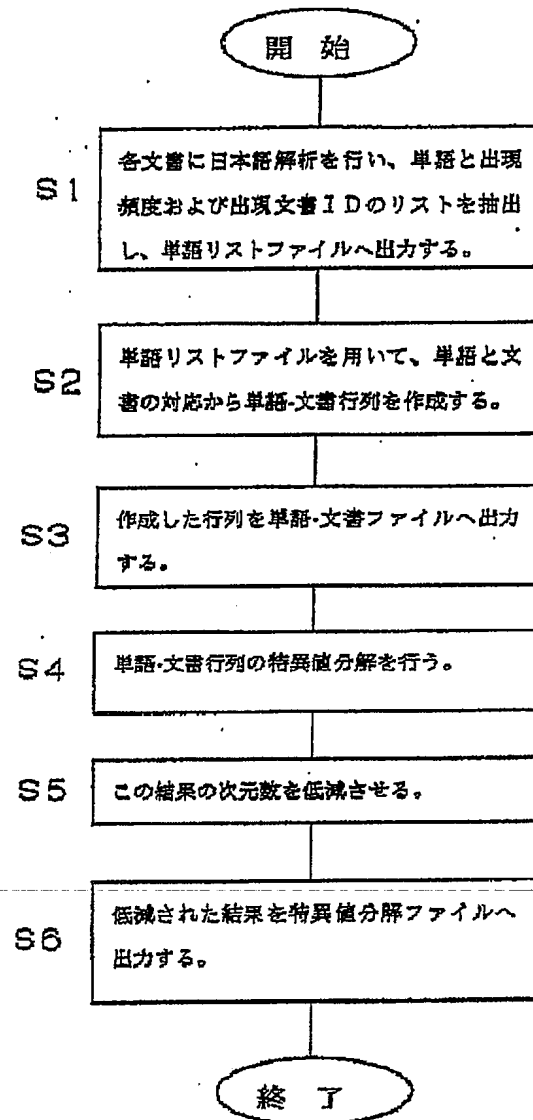 開 始
S1
各文書に日本語解析を行い、単語と出現
頻度および出現文書IDのリストを抽出
し、単語リストファイルへ出力する。
S2
単語リストファイルを用いて、単語と文
書の対応から単語-文書行列を作成する。
S3
作成した行列を単語・文書ファイルへ出力
する。
S4
単語・文書行列の特異値分解を行う。
S5
この結果の次元数を低減させる。
S6
低減された結果を特異値分解ファイルへ
出力する。
終 了